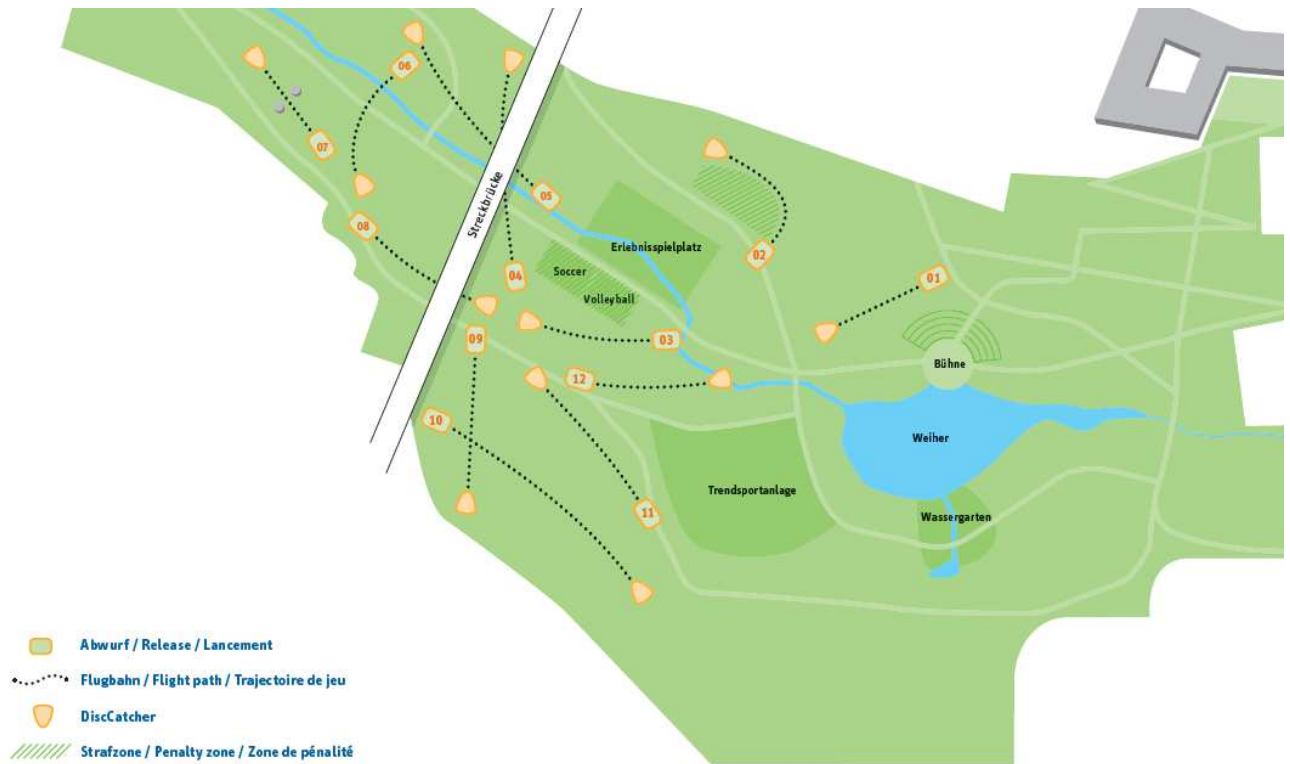 06
07
08
05
04
02
01
03
09
12
10
11
Streckbrücke
Erlebnisspielplatz
Soccer
Volleyball
Bühne
Weiher
Trendsportanlage
Wassergarten
Abwurf / Release / Lancement
Flugbahn / Flight path / Trajectoire de jeu
DiscCatcher
Strafzone / Penalty zone / Zone de pénalité